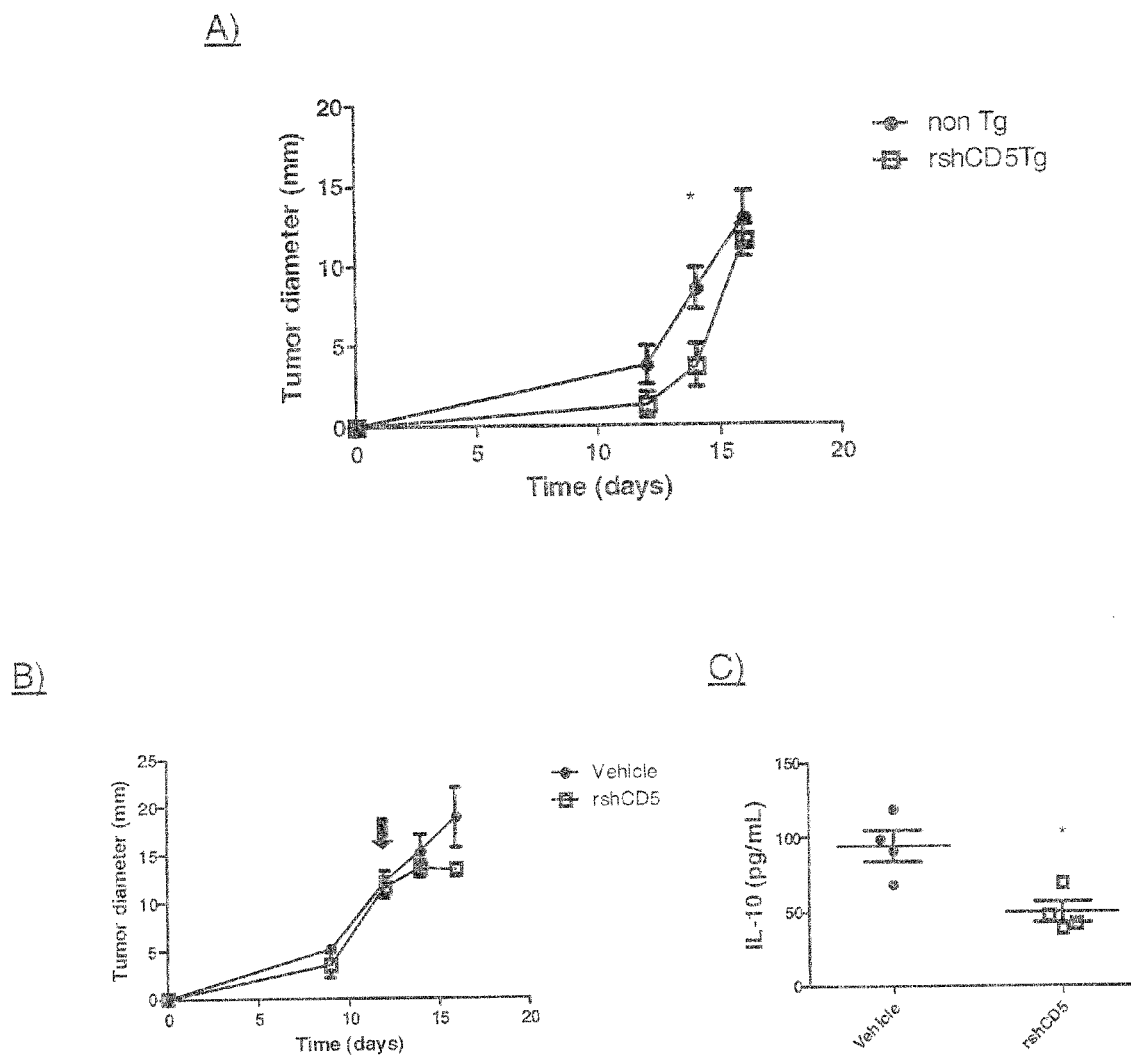 A)
Tumor diameter (mm)
20
15
10
5
0
*
non Tg
rshCD5Tg
0 5 10 15 20
Time (days)
B)
Tumor diameter (mm)
25
20
15
10
5
0
Vehicle
rshCD5
0 5 10 15 20
Time (days)
C)
IL-10 (pg/mL)
150
100
50
0
*
Vehicle
rshCD5